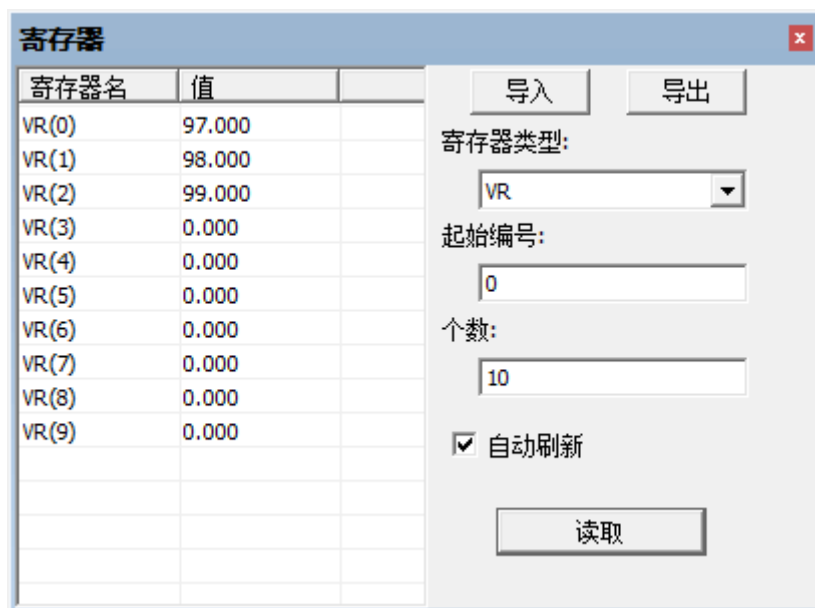 寄存器
寄存器名 值
VR(0) 97.000
VR(1) 98.000
VR(2) 99.000
VR(3) 0.000
VR(4) 0.000
VR(5) 0.000
VR(6) 0.000
VR(7) 0.000
VR(8) 0.000
VR(9) 0.000
导入 导出
寄存器类型:
VR
起始编号:
0
个数:
10
自动刷新
读取